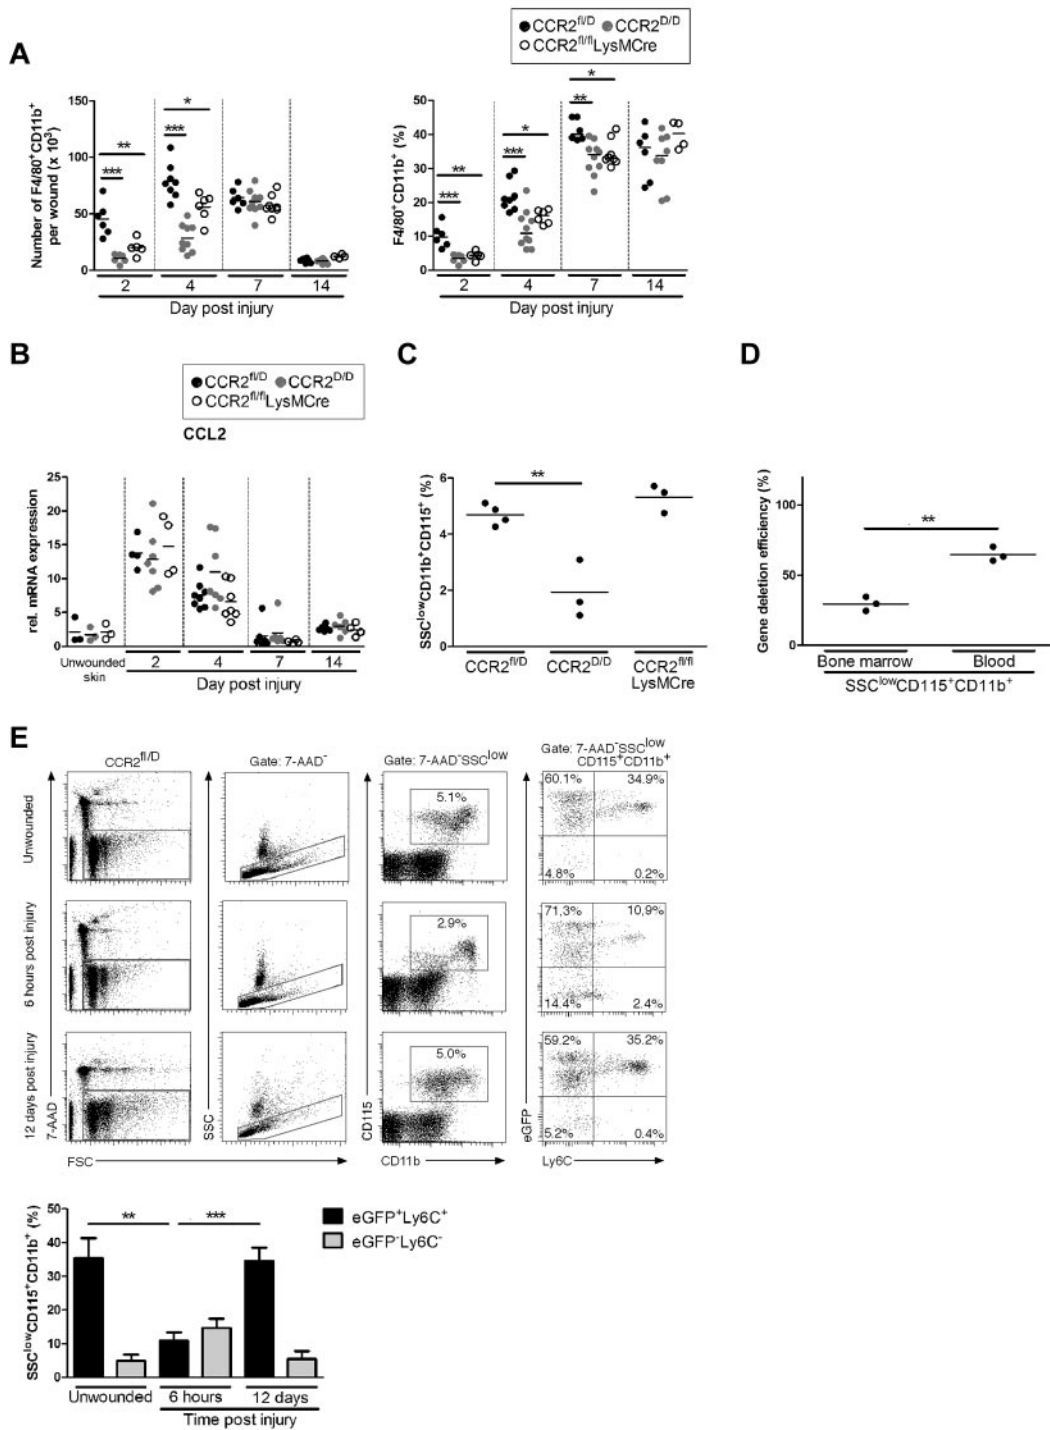 ● CCR2fl/D ● CCR2D/D
○ CCR2fl/flLysMCre
A
Number of F4/80+CD11b+
per wound (x 10³)
150
100
50
0
*
**
***
***
2 4 7 14
Day post injury
F4/80+CD11b+ (%)
50
40
30
20
10
0
*
**
*
***
**
***
2 4 7 14
Day post injury
B
● CCR2fl/D ● CCR2D/D
○ CCR2fl/flLysMCre
CCL2
rel. mRNA expression
25
20
15
10
5
0
Unwounded
skin
2 4 7 14
Day post injury
C
SSClowCD11b+CD115+ (%)
6
4
2
0
**
CCR2fl/D CCR2D/D CCR2fl/fl
LysMCre
D
Gene deletion efficiency (%)
100
50
0
**
Bone marrow Blood
SSClowCD115+CD11b+
E
CCR2fl/D
Gate: 7-AAD-
Gate: 7-AAD-SSClow
Gate: 7-AAD-SSClow
CD115+CD11b+
Unwounded
5.1%
60.1% 34.9%
4.8% 0.2%
6 hours post injury
2.9%
71,3% 10,9%
14.4% 2.4%
12 days post injury
5.0%
59.2% 35.2%
5.2% 0.4%
7-AAD
SSC
CD115
eGFP
FSC
CD11b
Ly6C
SSClowCD115+CD11b+ (%)
50
40
30
20
10
0
**
***
eGFP+Ly6C+
eGFP-Ly6C-
Unwounded 6 hours 12 days
Time post injury